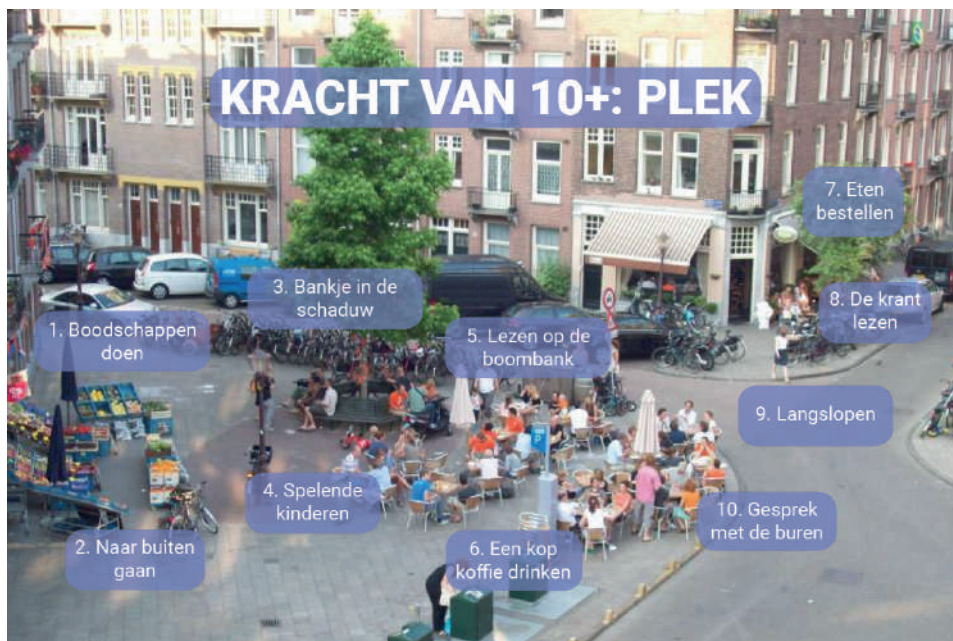 KRACHT VAN 10+: PLEK
1. Boodschappen
doen
2. Naar buiten
gaan
3. Bankje in de
schaduw
4. Spelende
kinderen
5. Lezen op de
boombank
6. Een kop
koffie drinken
7. Eten
bestellen
8. De krant
lezen
9. Langslopen
10. Gesprek
met de buren
P